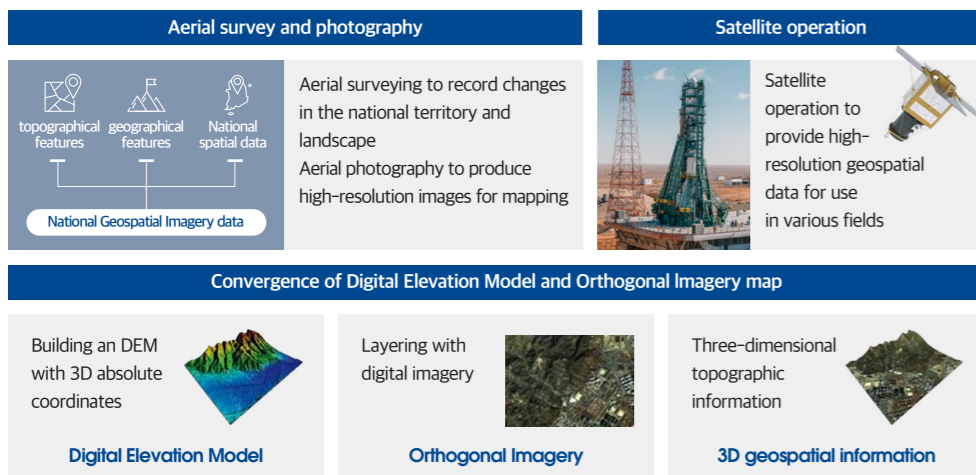 Aerial survey and photography
topographical
features
geographical
features
National
spatial data
National Geospatial Imagery data
Aerial surveying to record changes
in the national territory and
landscape
Aerial photography to produce
high-resolution images for mapping
Satellite operation
Satellite
operation to
provide high-
resolution geospatial
data for use
in various fields
Convergence of Digital Elevation Model and Orthogonal Imagery map
Building an DEM
with 3D absolute
coordinates
Digital Elevation Model
Layering with
digital imagery
Orthogonal Imagery
Three-dimensional
topographic
information
3D geospatial information